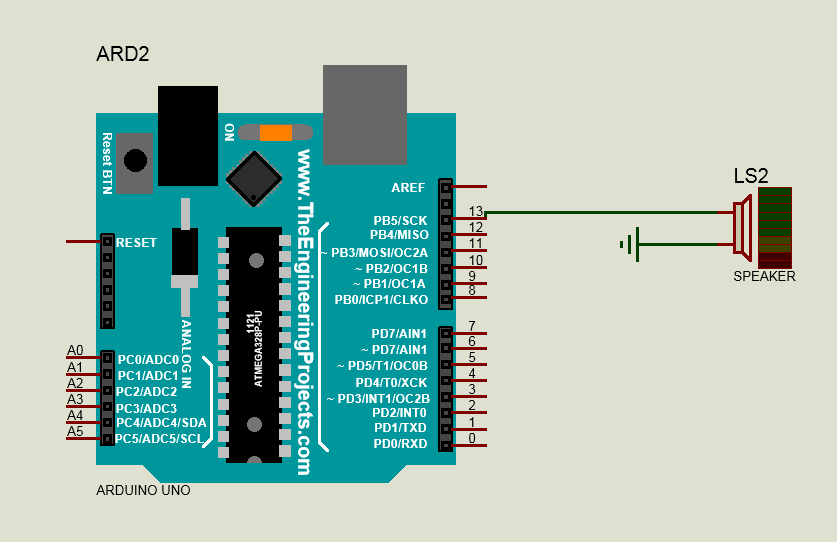 ARD2
LS2
ON
Reset BTN
www.TheEngineeringProjects.com
1121
ATMEGA328P-PU
ANALOG IN
RESET
AREF
PB5/SCK 13
PB4/MISO 12
~ PB3/MOSI/OC2A 11
~ PB2/OC1B 10
~ PB1/OC1A 9
PB0/ICP1/CLKO 8
PD7/AIN1 7
~ PD7/AIN1 6
~ PD5/T1/OC0B 5
PD4/T0/XCK 4
~ PD3/INT1/OC2B 3
PD2/INT0 2
PD1/TXD 1
PD0/RXD 0
A0 PC0/ADC0
A1 PC1/ADC1
A2 PC2/ADC2
A3 PC3/ADC3
A4 PC4/ADC4/SDA
A5 PC5/ADC5/SCL
SPEAKER
ARDUINO UNO